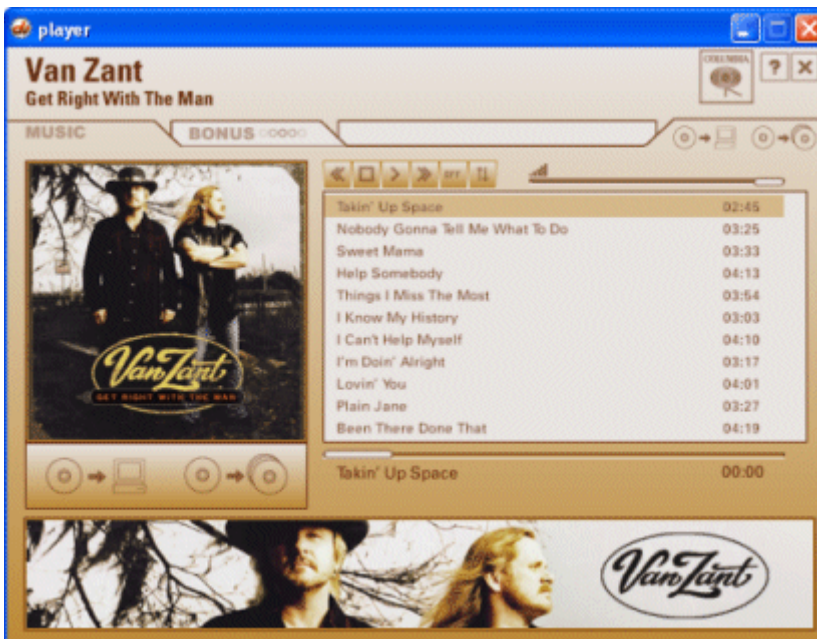 player
Van Zant
Get Right With The Man
COLUMBIA
?
MUSIC
BONUS
Takin' Up Space 02:45
Nobody Gonna Tell Me What To Do 03:25
Sweet Mama 03:33
Help Somebody 04:13
Things I Miss The Most 03:54
I Know My History 03:03
I Can't Help Myself 04:10
I'm Doin' Alright 03:17
Lovin' You 04:01
Plain Jane 03:27
Been There Done That 04:19
Van Zant
GET RIGHT WITH THE MAN
Takin' Up Space 00:00
Van Zant